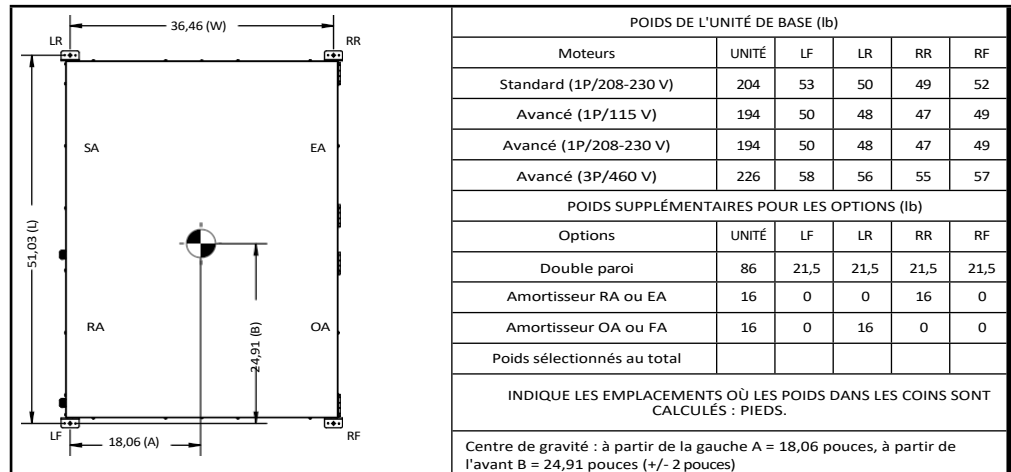 36,46 (W)
LR
RR
SA
EA
51,03 (L)
24,91 (B)
RA
OA
LF
18,06 (A)
RF
POIDS DE L'UNITÉ DE BASE (lb)
Moteurs UNITÉ LF LR RR RF
Standard (1P/208-230 V) 204 53 50 49 52
Avancé (1P/115 V) 194 50 48 47 49
Avancé (1P/208-230 V) 194 50 48 47 49
Avancé (3P/460 V) 226 58 56 55 57
POIDS SUPPLÉMENTAIRES POUR LES OPTIONS (lb)
Options UNITÉ LF LR RR RF
Double paroi 86 21,5 21,5 21,5 21,5
Amortisseur RA ou EA 16 0 0 16 0
Amortisseur OA ou FA 16 0 16 0 0
Poids sélectionnés au total
INDIQUE LES EMPLACEMENTS OÙ LES POIDS DANS LES COINS SONT
CALCULÉS : PIEDS.
Centre de gravité : à partir de la gauche A = 18,06 pouces, à partir de
l'avant B = 24,91 pouces (+/- 2 pouces)